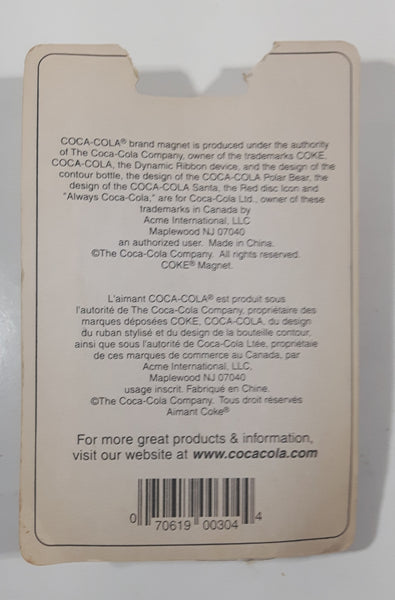 COCA-COLA® brand magnet is produced under the authority
of The Coca-Cola Company, owner of the trademarks COKE,
COCA-COLA, the Dynamic Ribbon device, and the design of the
contour bottle, the design of the COCA-COLA Polar Bear, the
design of the COCA-COLA Santa, the Red disc Icon and
"Always Coca-Cola," are for Coca-Cola Ltd., owner of these
trademarks in Canada by
Acme International, LLC
Maplewood NJ 07040
an authorized user. Made in China.
©The Coca-Cola Company. All rights reserved.
COKE® Magnet.
L'aimant COCA-COLA® est produit sous
l'autorité de The Coca-Cola Company, propriétaire des
marques déposées COKE, COCA-COLA, du design
du ruban stylisé et du design de la bouteille contour,
ainsi que sous l'autorité de Coca-Cola Ltée, propriétaire
de ces marques de commerce au Canada, par
Acme International, LLC,
Maplewood NJ 07040
usage inscrit. Fabriqué en Chine.
©The Coca-Cola Company. Tous droit réservés
Aimant Coke®
For more great products & information,
visit our website at www.cocacola.com
0 70619 00304 4